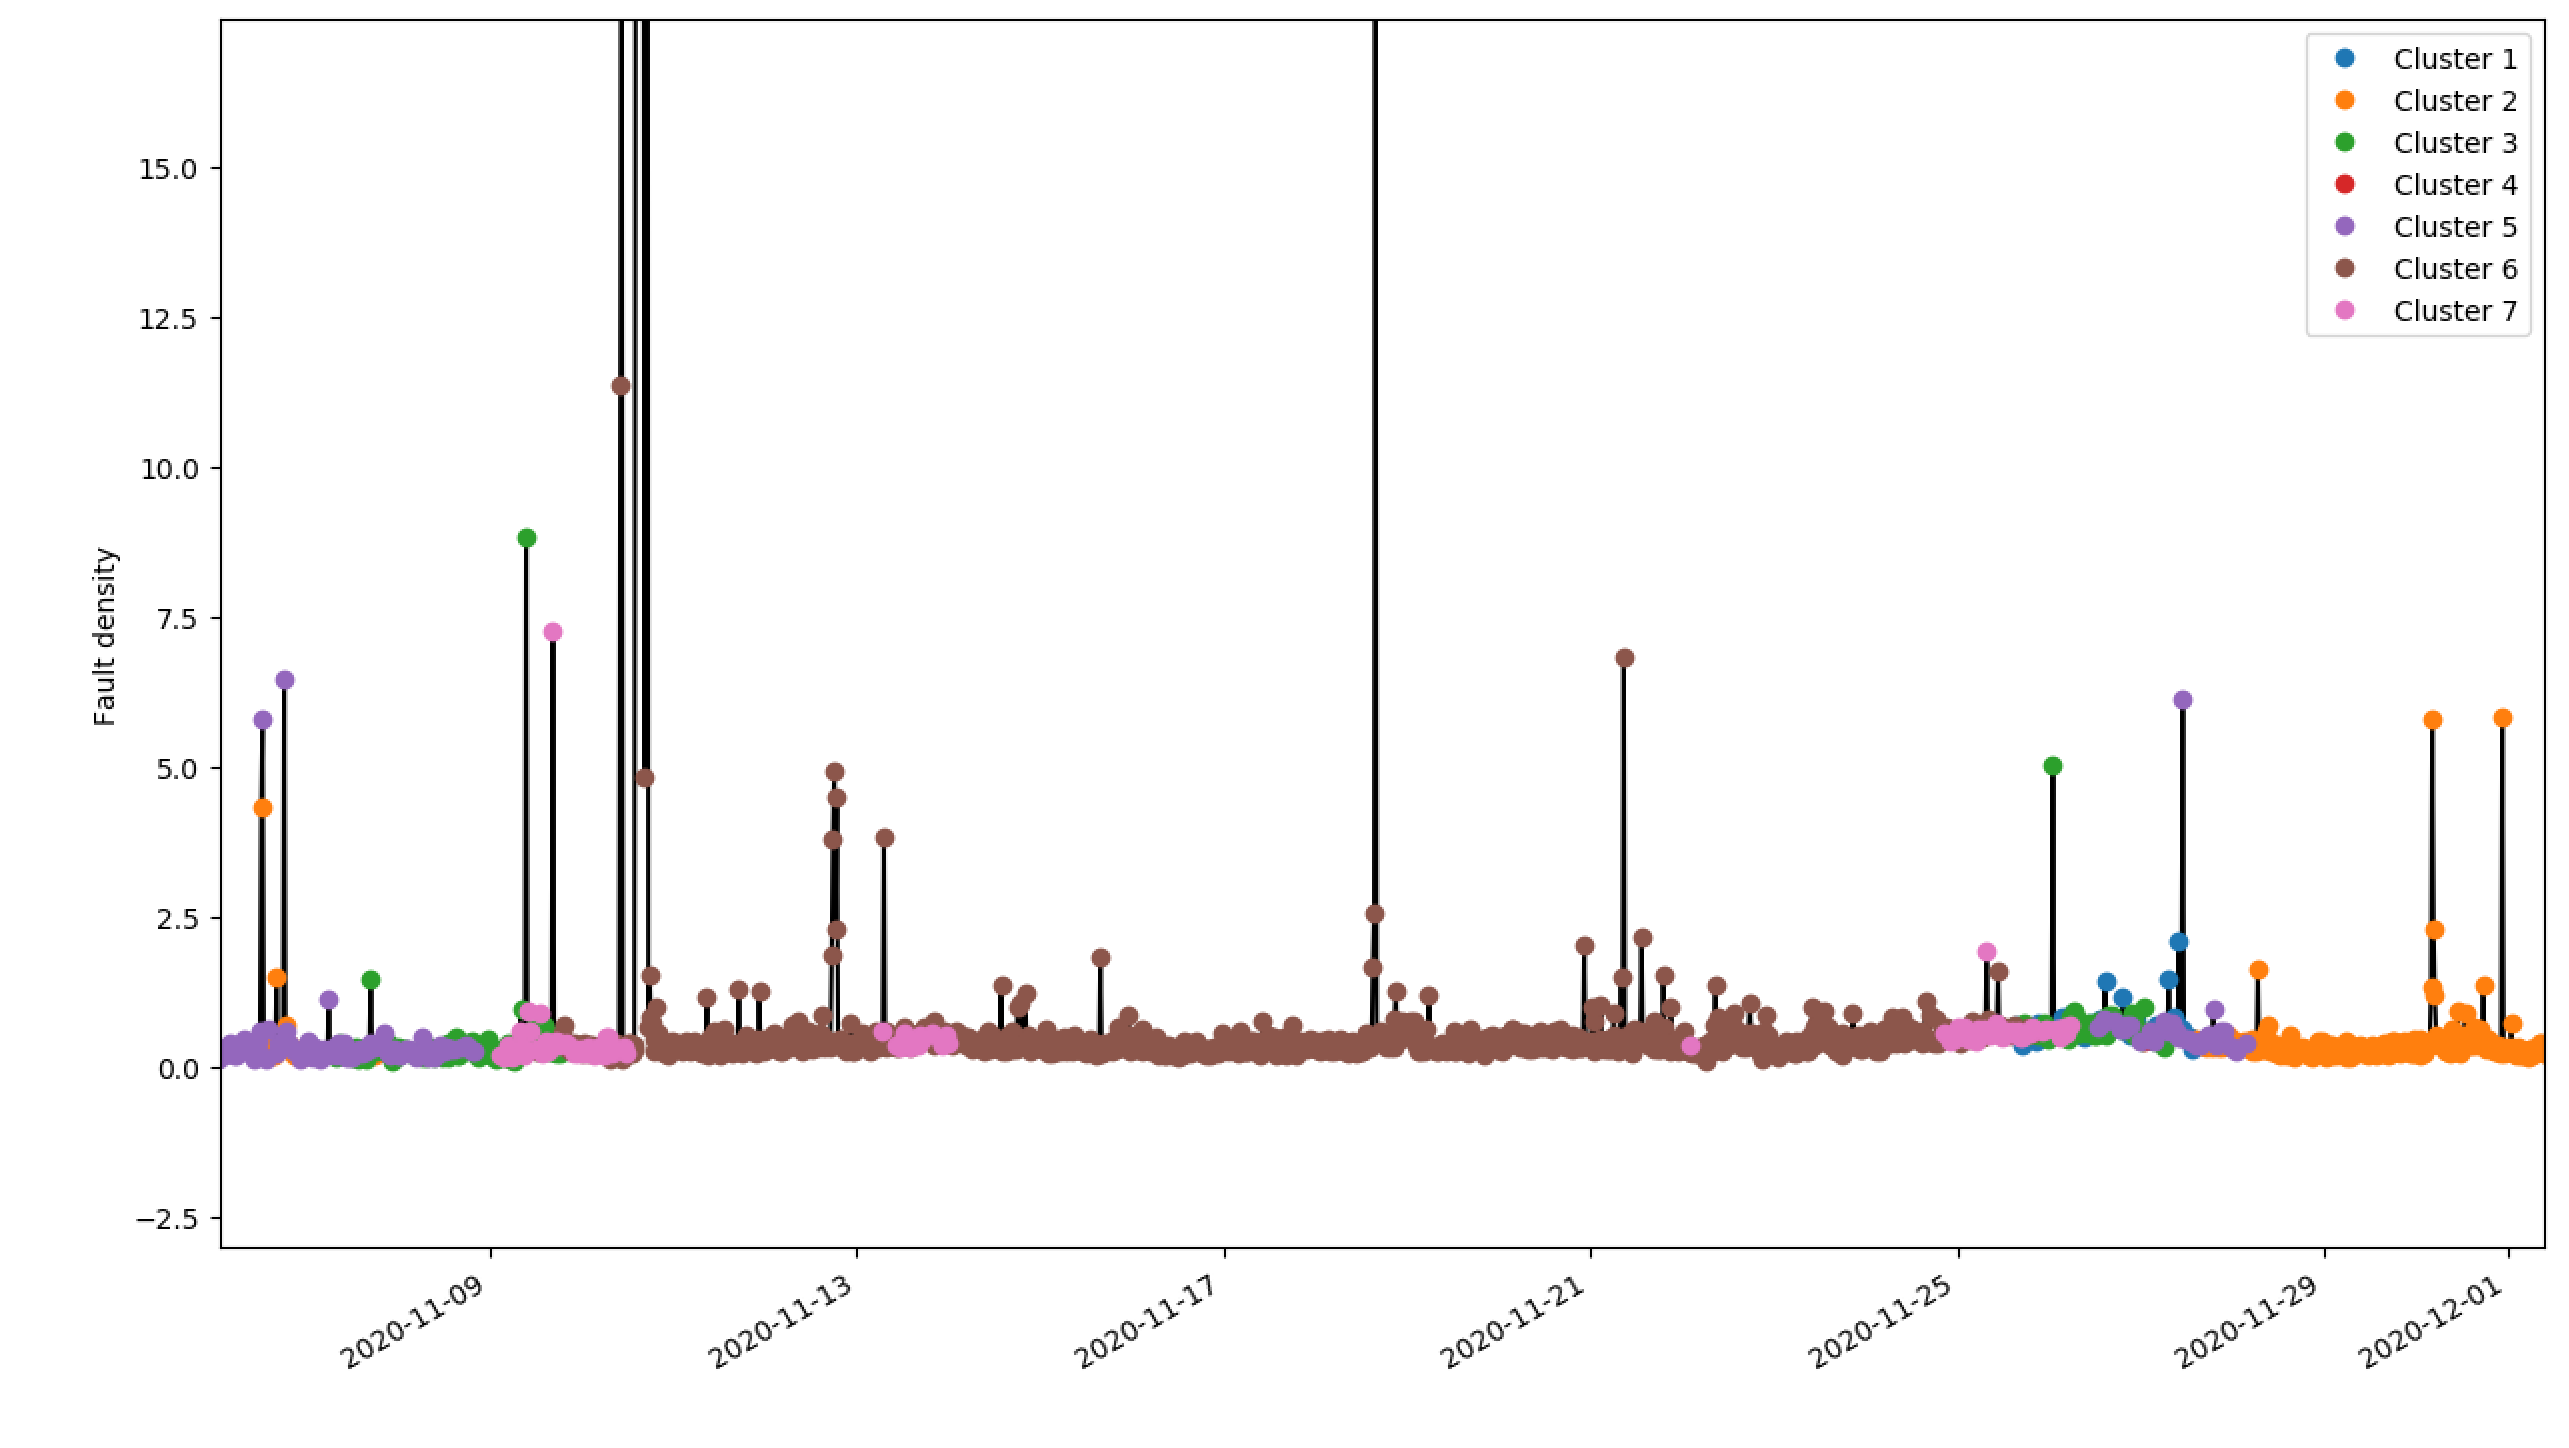 Cluster 1
Cluster 2
Cluster 3
Cluster 4
Cluster 5
Cluster 6
Cluster 7
15.0
12.5
10.0
7.5
5.0
2.5
0.0
−2.5
Fault density
2020-11-09
2020-11-13
2020-11-17
2020-11-21
2020-11-25
2020-11-29
2020-12-01